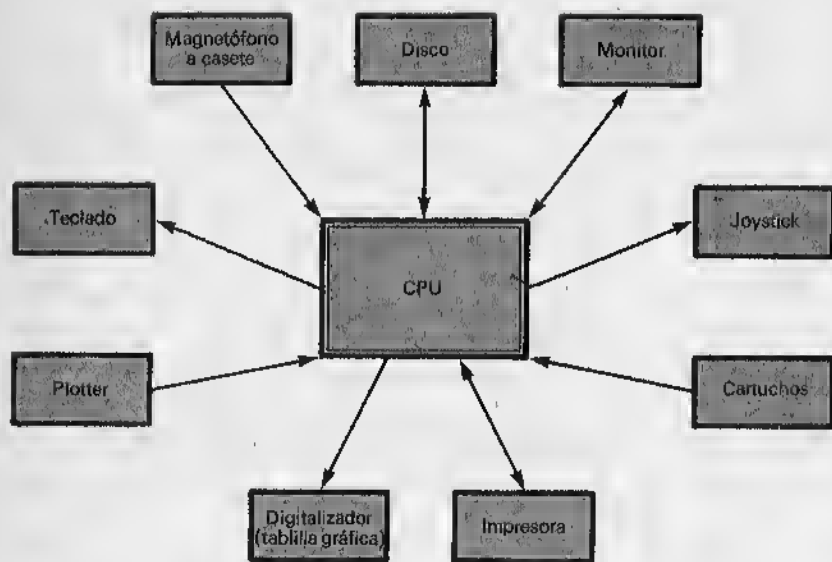 Magnetófono
a casete
Disco
Monitor
Teclado
CPU
Joystick
Plotter
Cartuchos
Digitalizador
(tablilla gráfica)
Impresora